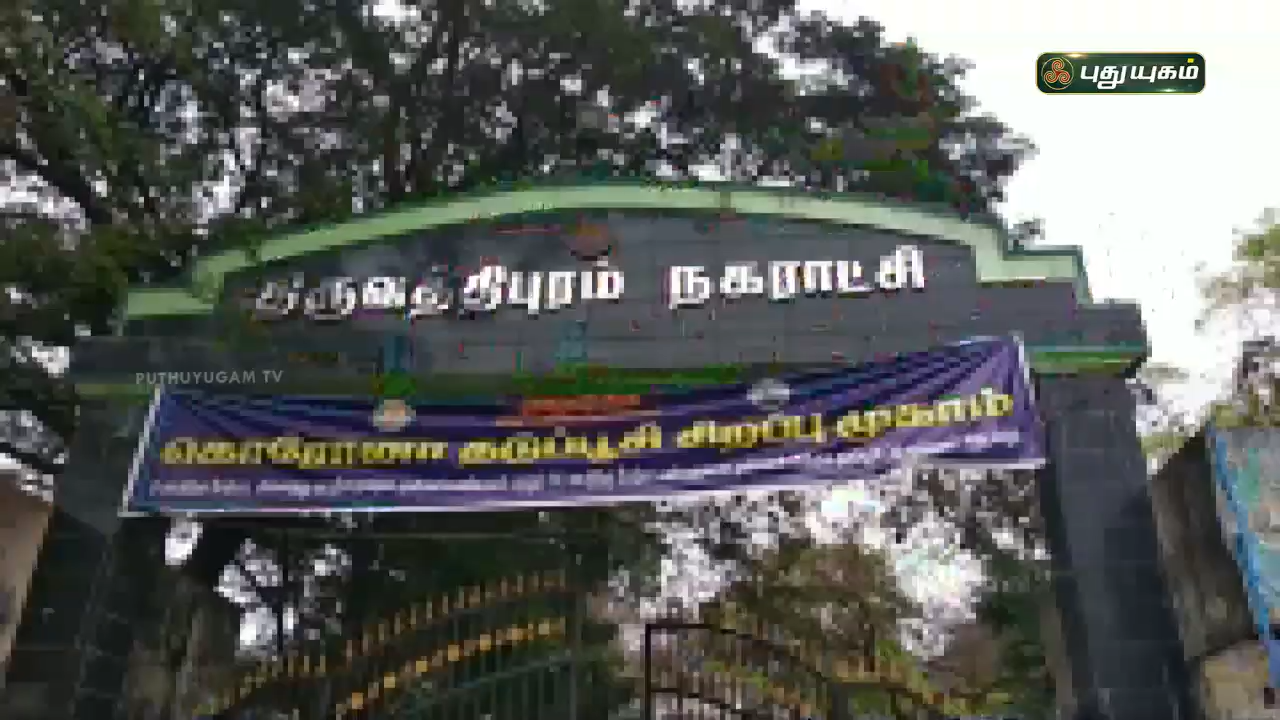 புதுயுகம்
திருவத்திபுரம் நகராட்சி
PUTHUYUGAM TV
கொரோனா தடுப்பூசி சிறப்பு முகாம்